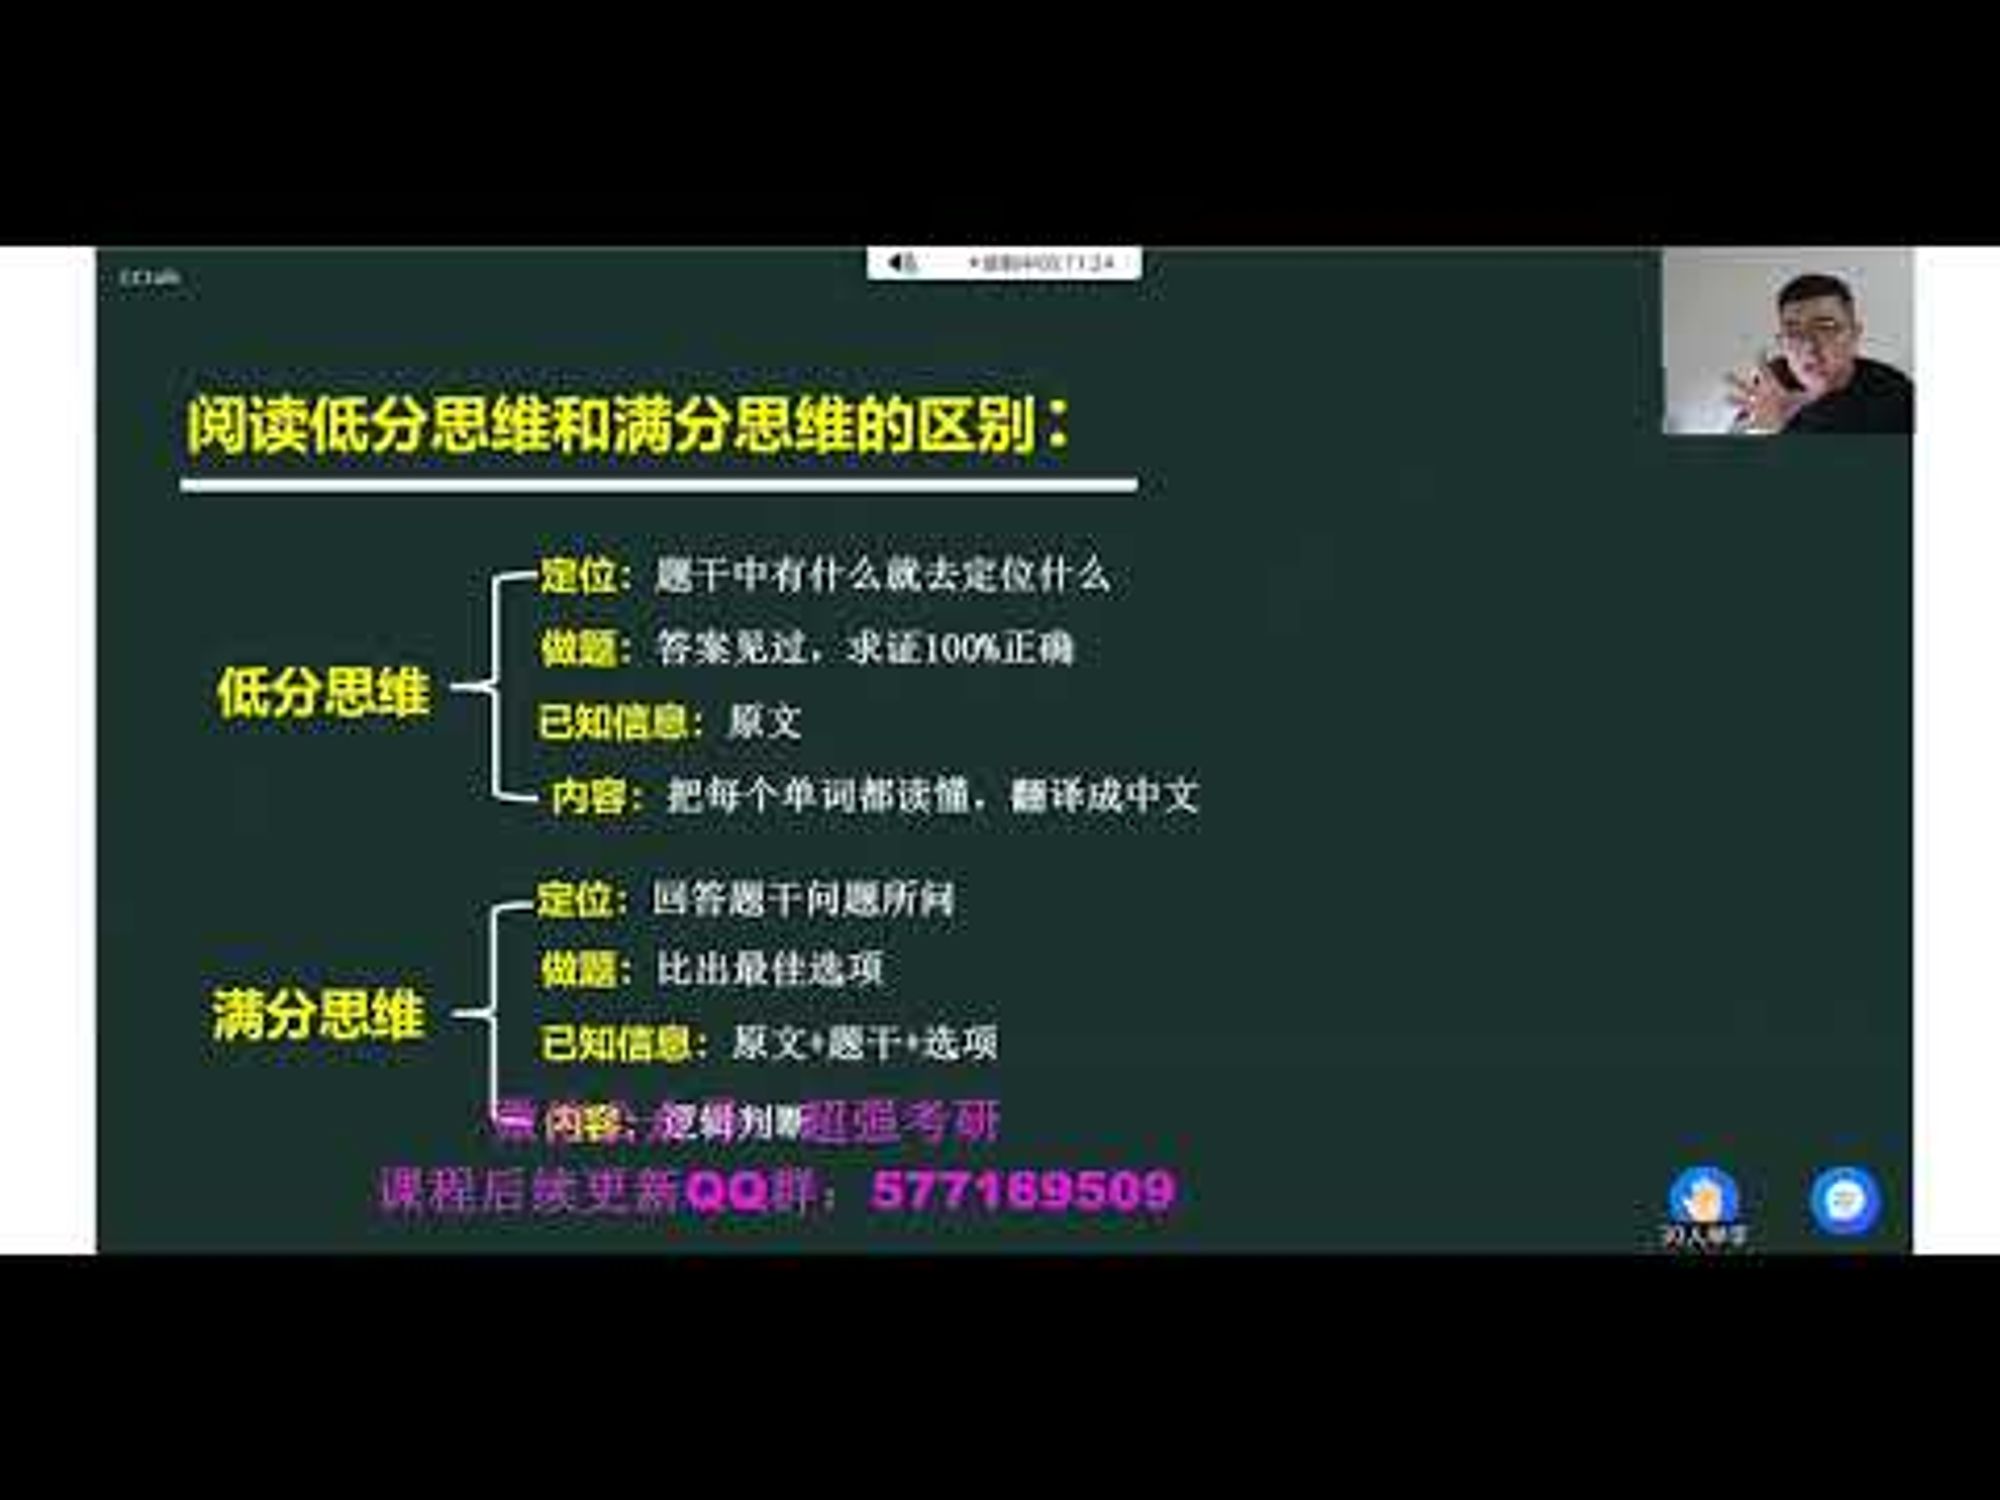 CCtalk
阅读低分思维和满分思维的区别：
低分思维
定位：题干中有什么就去定位什么
做题：答案见过，求证100%正确
已知信息：原文
内容：把每个单词都读懂，翻译成中文
满分思维
定位：回答题干问题所问
做题：比出最佳选项
已知信息：原文+题干+选项
内容：逻辑判断
超强考研
课程后续更新QQ群：577169509